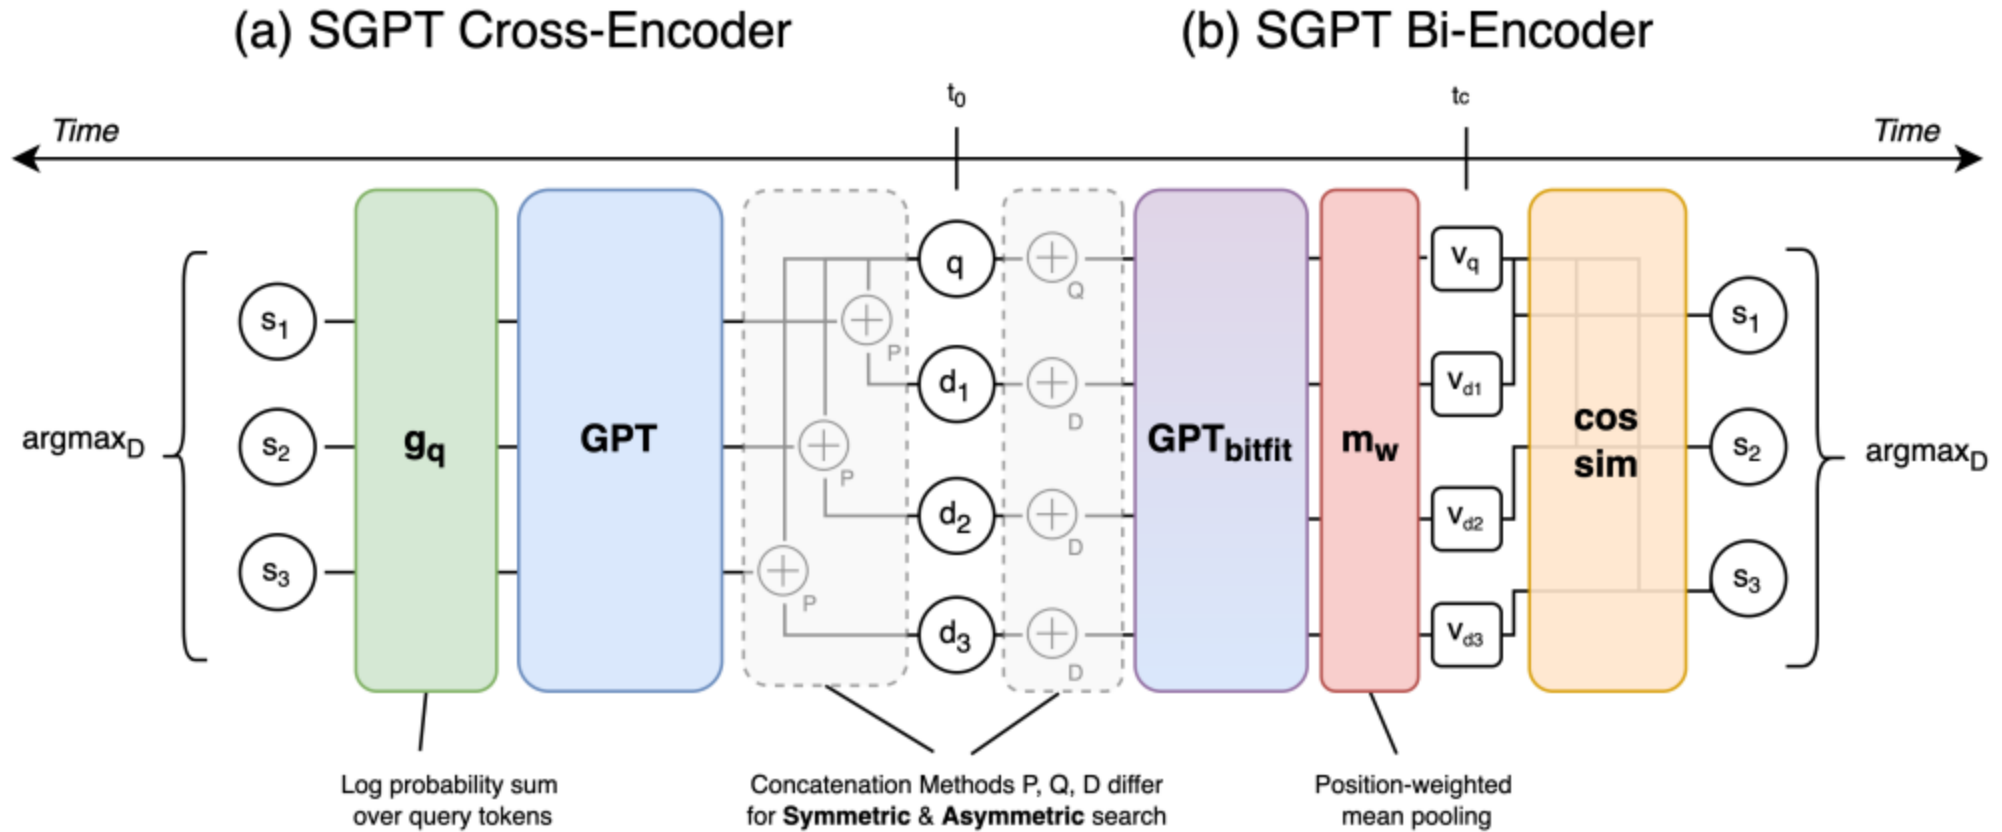 (a) SGPT Cross-Encoder
(b) SGPT Bi-Encoder
t0
tc
Time
Time
q
vq
Q
s1
s1
P
d1
vd1
D
cos
sim
argmaxD
s2
gq
GPT
P
GPTbitfit
mw
s2
argmaxD
d2
vd2
D
s3
s3
P
d3
vd3
D
Log probability sum
over query tokens
Concatenation Methods P, Q, D differ
for Symmetric & Asymmetric search
Position-weighted
mean pooling